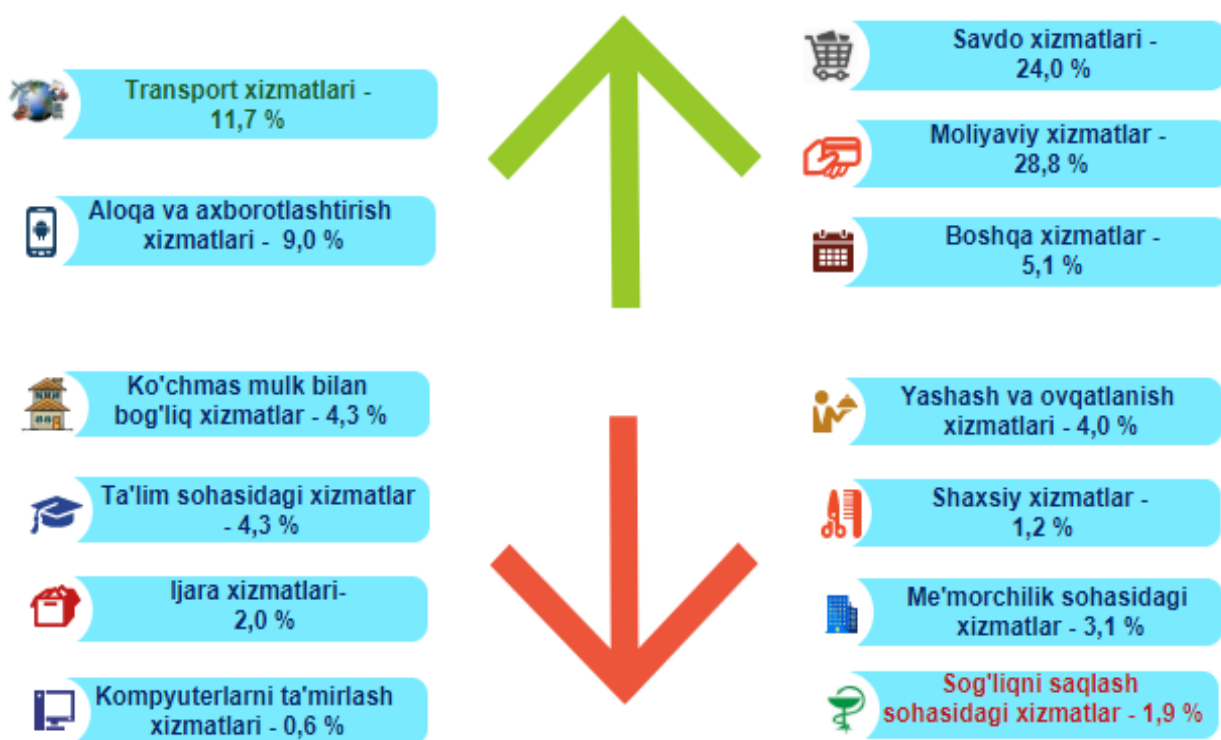 Transport xizmatlari -
11,7 %
Aloqa va axborotlashtirish
xizmatlari - 9,0 %
Savdo xizmatlari -
24,0 %
Moliyaviy xizmatlar -
28,8 %
Boshqa xizmatlar -
5,1 %
Ko'chmas mulk bilan
bog'liq xizmatlar - 4,3 %
Ta'lim sohasidagi xizmatlar
- 4,3 %
Ijara xizmatlari-
2,0 %
Kompyuterlarni ta'mirlash
xizmatlari - 0,6 %
Yashash va ovqatlanish
xizmatlari - 4,0 %
Shaxsiy xizmatlar -
1,2 %
Me'morchilik sohasidagi
xizmatlar - 3,1 %
Sog'liqni saqlash
sohasidagi xizmatlar - 1,9 %